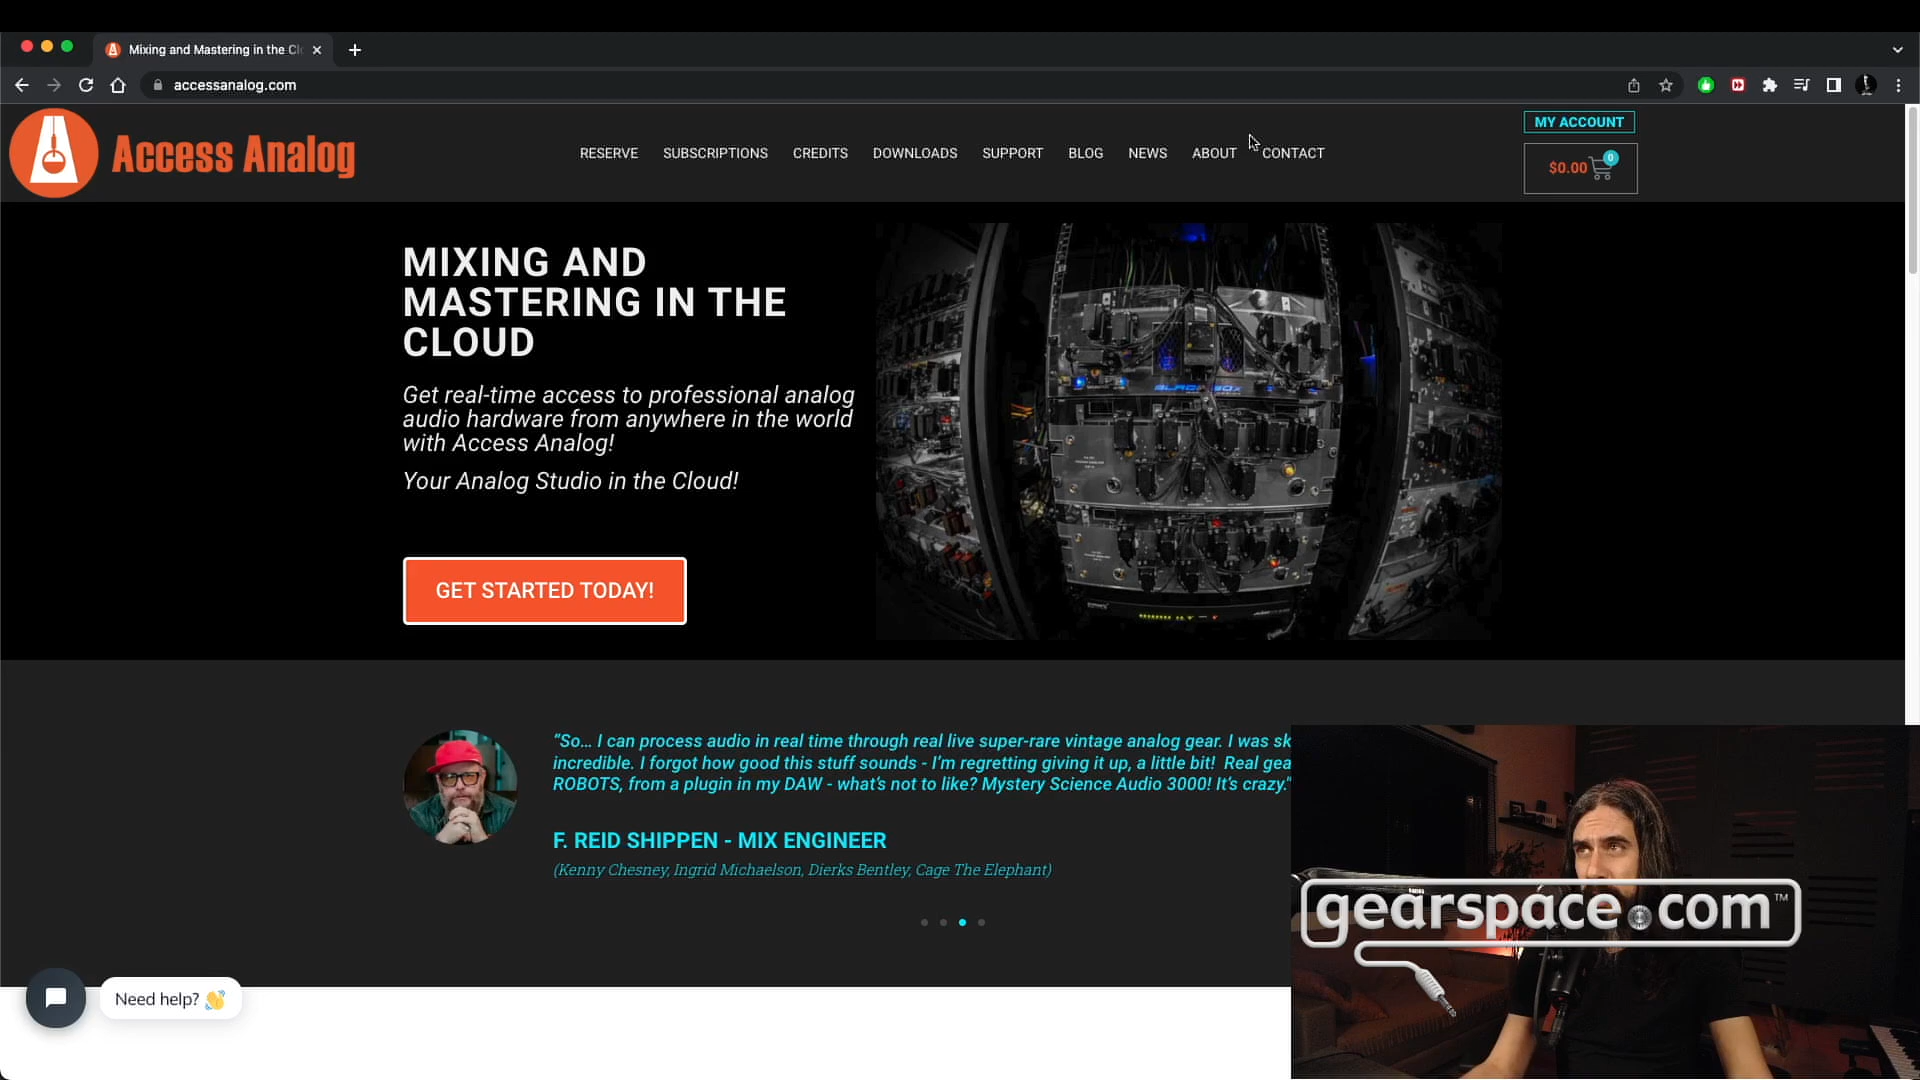 Mixing and Mastering in the Clo
accessanalog.com
Access Analog
RESERVE SUBSCRIPTIONS CREDITS DOWNLOADS SUPPORT BLOG NEWS ABOUT CONTACT
MY ACCOUNT
$0.00 0
MIXING AND
MASTERING IN THE
CLOUD
Get real-time access to professional analog
audio hardware from anywhere in the world
with Access Analog!
Your Analog Studio in the Cloud!
GET STARTED TODAY!
BLACK BOX
"So... I can process audio in real time through real live super-rare vintage analog gear. I was sk
incredible. I forgot how good this stuff sounds - I'm regretting giving it up, a little bit! Real gea
ROBOTS, from a plugin in my DAW - what's not to like? Mystery Science Audio 3000! It's crazy."
F. REID SHIPPEN - MIX ENGINEER
(Kenny Chesney, Ingrid Michaelson, Dierks Bentley, Cage The Elephant)
gearspace.com™
Need help? 👋